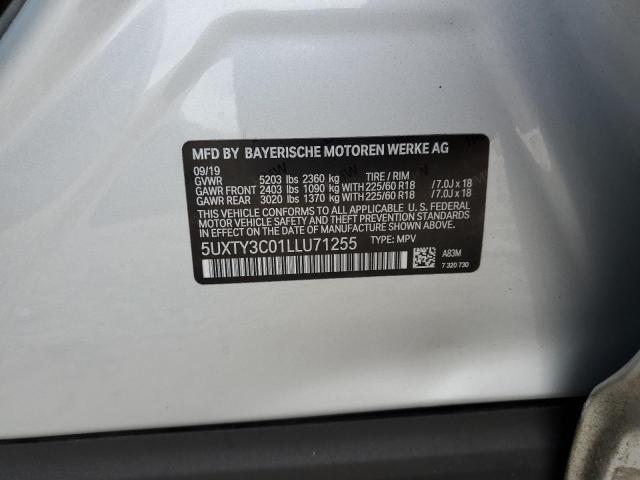 MFD BY BAYERISCHE MOTOREN WERKE AG
09/19
GVWR 5203 lbs 2360 kg TIRE / RIM
GAWR FRONT 2403 lbs 1090 kg WITH 225/60 R18 / 7.0J x 18
GAWR REAR 3020 lbs 1370 kg WITH 225/60 R18 / 7.0J x 18
THIS VEHICLE CONFORMS TO ALL APPLICABLE U. S. FEDERAL
MOTOR VEHICLE SAFETY AND THEFT PREVENTION STANDARDS
IN EFFECT ON THE DATE OF MANUFACTURE SHOWN ABOVE.
5UXTY3C01LLU71255 TYPE: MPV
A83M
7 320 730